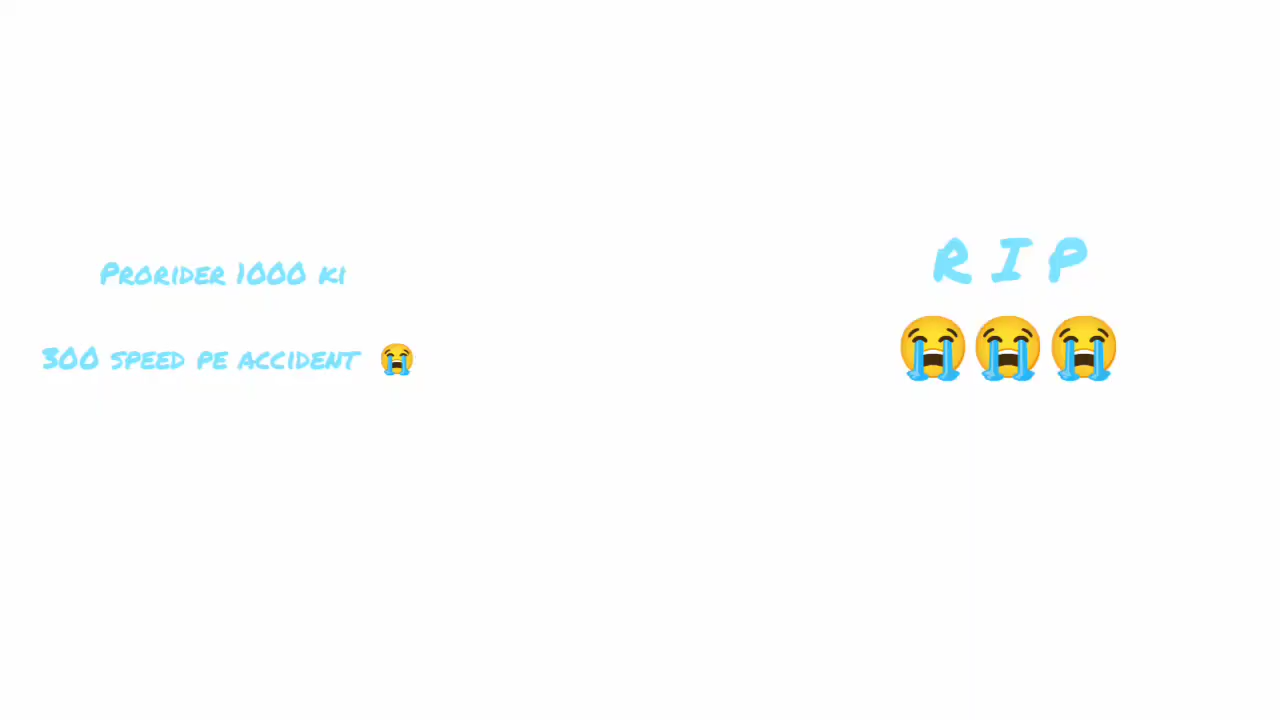 Prorider 1000 ki
300 speed pe accident 😭
R I P
😭😭😭